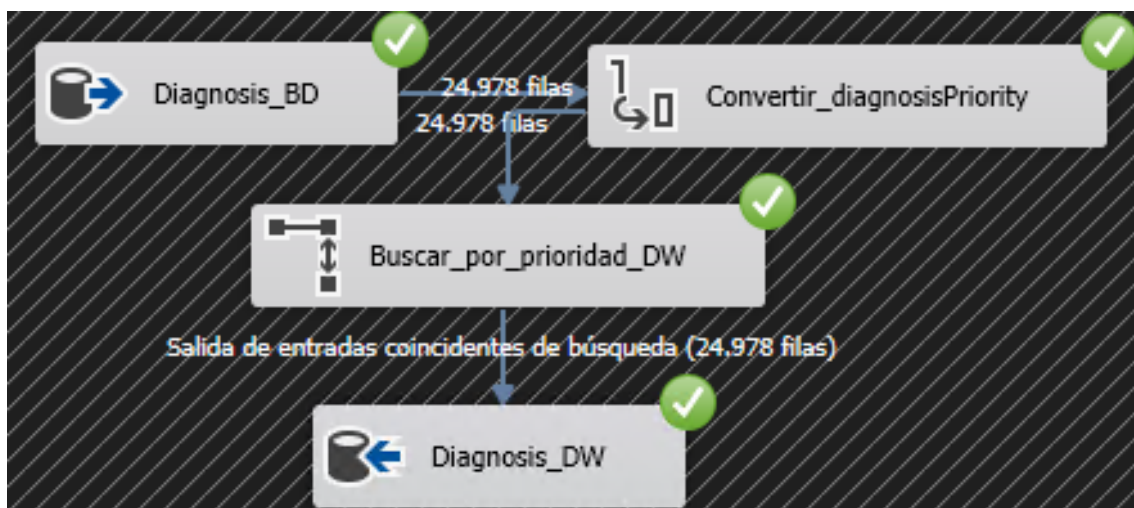 Diagnosis_BD
24.978 filas
Convertir_diagnosisPriority
24.978 filas
Buscar_por_prioridad_DW
Salida de entradas coincidentes de búsqueda (24.978 filas)
Diagnosis_DW